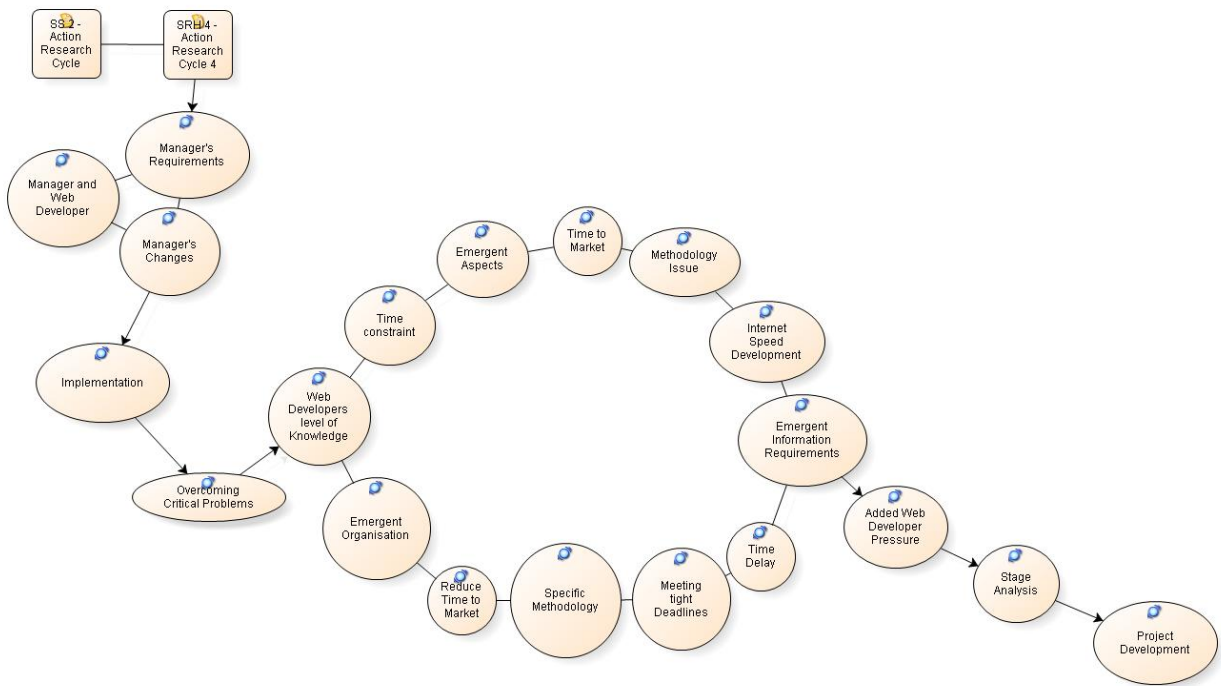 SS 2 -
Action
Research
Cycle
SRH 4 -
Action
Research
Cycle 4
Manager's
Requirements
Manager and
Web
Developer
Manager's
Changes
Implementation
Overcoming
Critical Problems
Web
Developers
level of
Knowledge
Time
constraint
Emergent
Aspects
Time to
Market
Methodology
Issue
Internet
Speed
Development
Emergent
Information
Requirements
Emergent
Organisation
Reduce
Time to
Market
Specific
Methodology
Meeting
tight
Deadlines
Time
Delay
Added Web
Developer
Pressure
Stage
Analysis
Project
Development